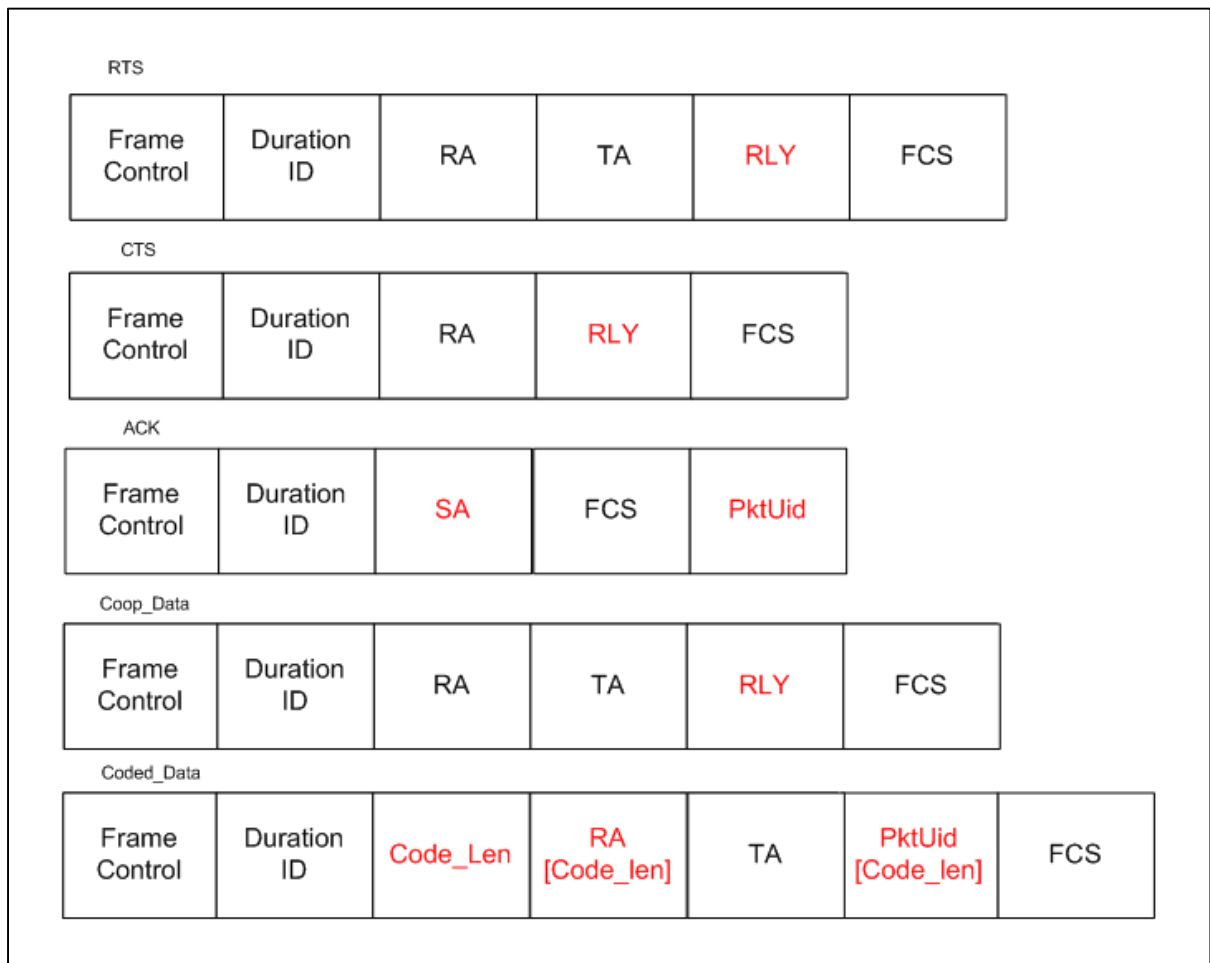 RTS
Frame Control
Duration ID
RA
TA
RLY
FCS
CTS
Frame Control
Duration ID
RA
RLY
FCS
ACK
Frame Control
Duration ID
SA
FCS
PktUid
Coop_Data
Frame Control
Duration ID
RA
TA
RLY
FCS
Coded_Data
Frame Control
Duration ID
Code_Len
RA [Code_len]
TA
PktUid [Code_len]
FCS